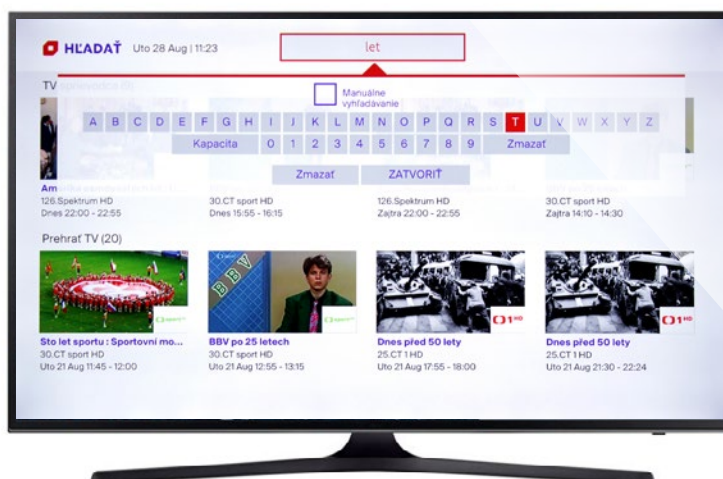 HĽADAŤ Uto 28 Aug | 11:23
let
TV
Manuálne
vyhľadávanie
A B C D E F G H I J K L M N O P Q R S T U V W X Y Z
Kapacita 0 1 2 3 4 5 6 7 8 9 Zmazať
Zmazať ZATVORIŤ
126.Spektrum HD
Dnes 22:00 - 22:55
30.CT sport HD
Dnes 15:55 - 16:15
126.Spektrum HD
Zajtra 22:00 - 22:55
30.CT sport HD
Zajtra 14:10 - 14:30
Prehrať TV (20)
BBV
sport
1 HD
1 HD
Sto let sportu : Sportovní mo...
30.CT sport HD
Uto 21 Aug 11:45 - 12:00
BBV po 25 letech
30.CT sport HD
Uto 21 Aug 12:55 - 13:15
Dnes před 50 lety
25.CT 1 HD
Uto 21 Aug 17:55 - 18:00
Dnes před 50 lety
25.CT 1 HD
Uto 21 Aug 21:30 - 22:24